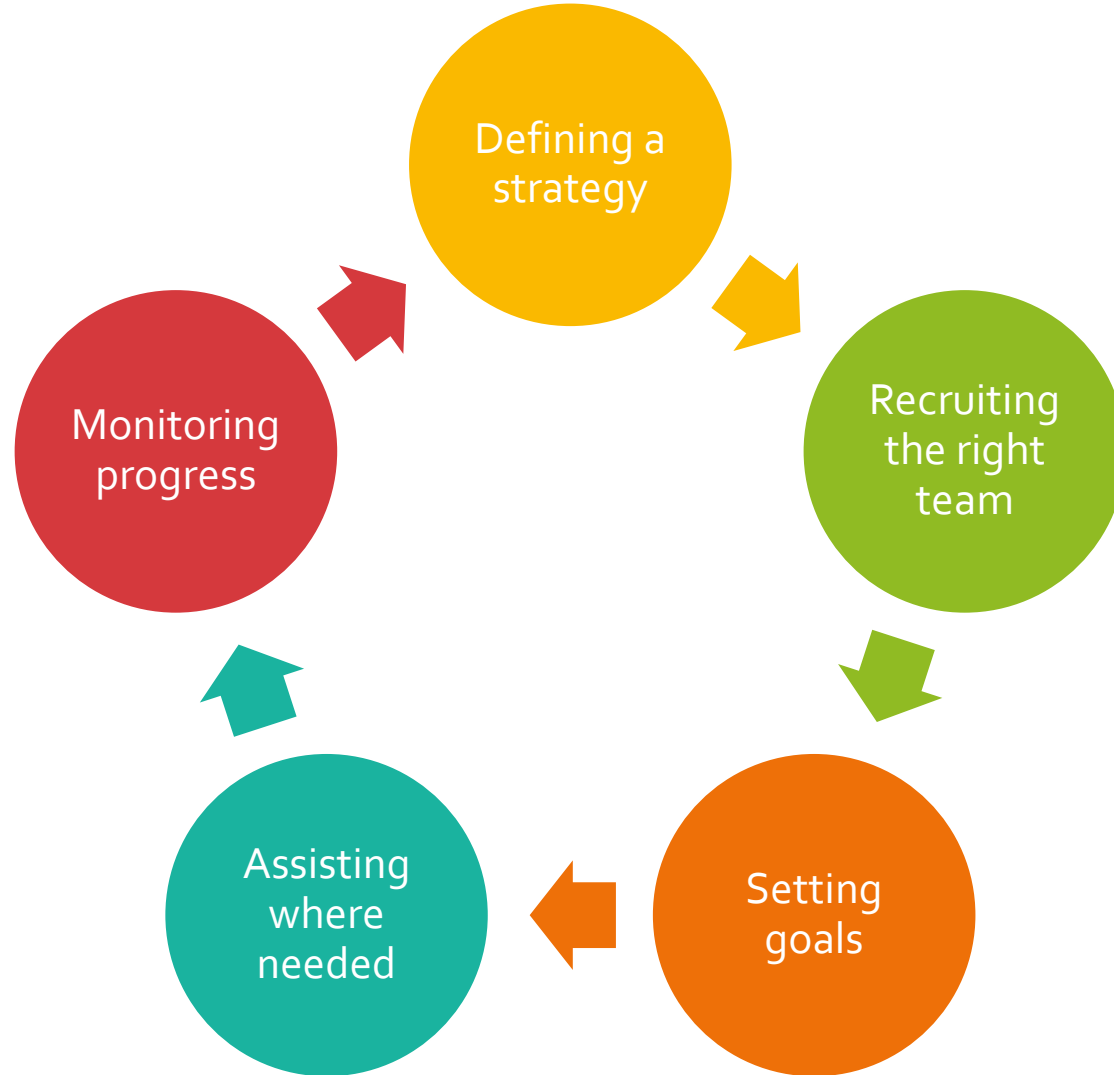 Defining a
strategy
Recruiting
the right
team
Setting
goals
Assisting
where
needed
Monitoring
progress